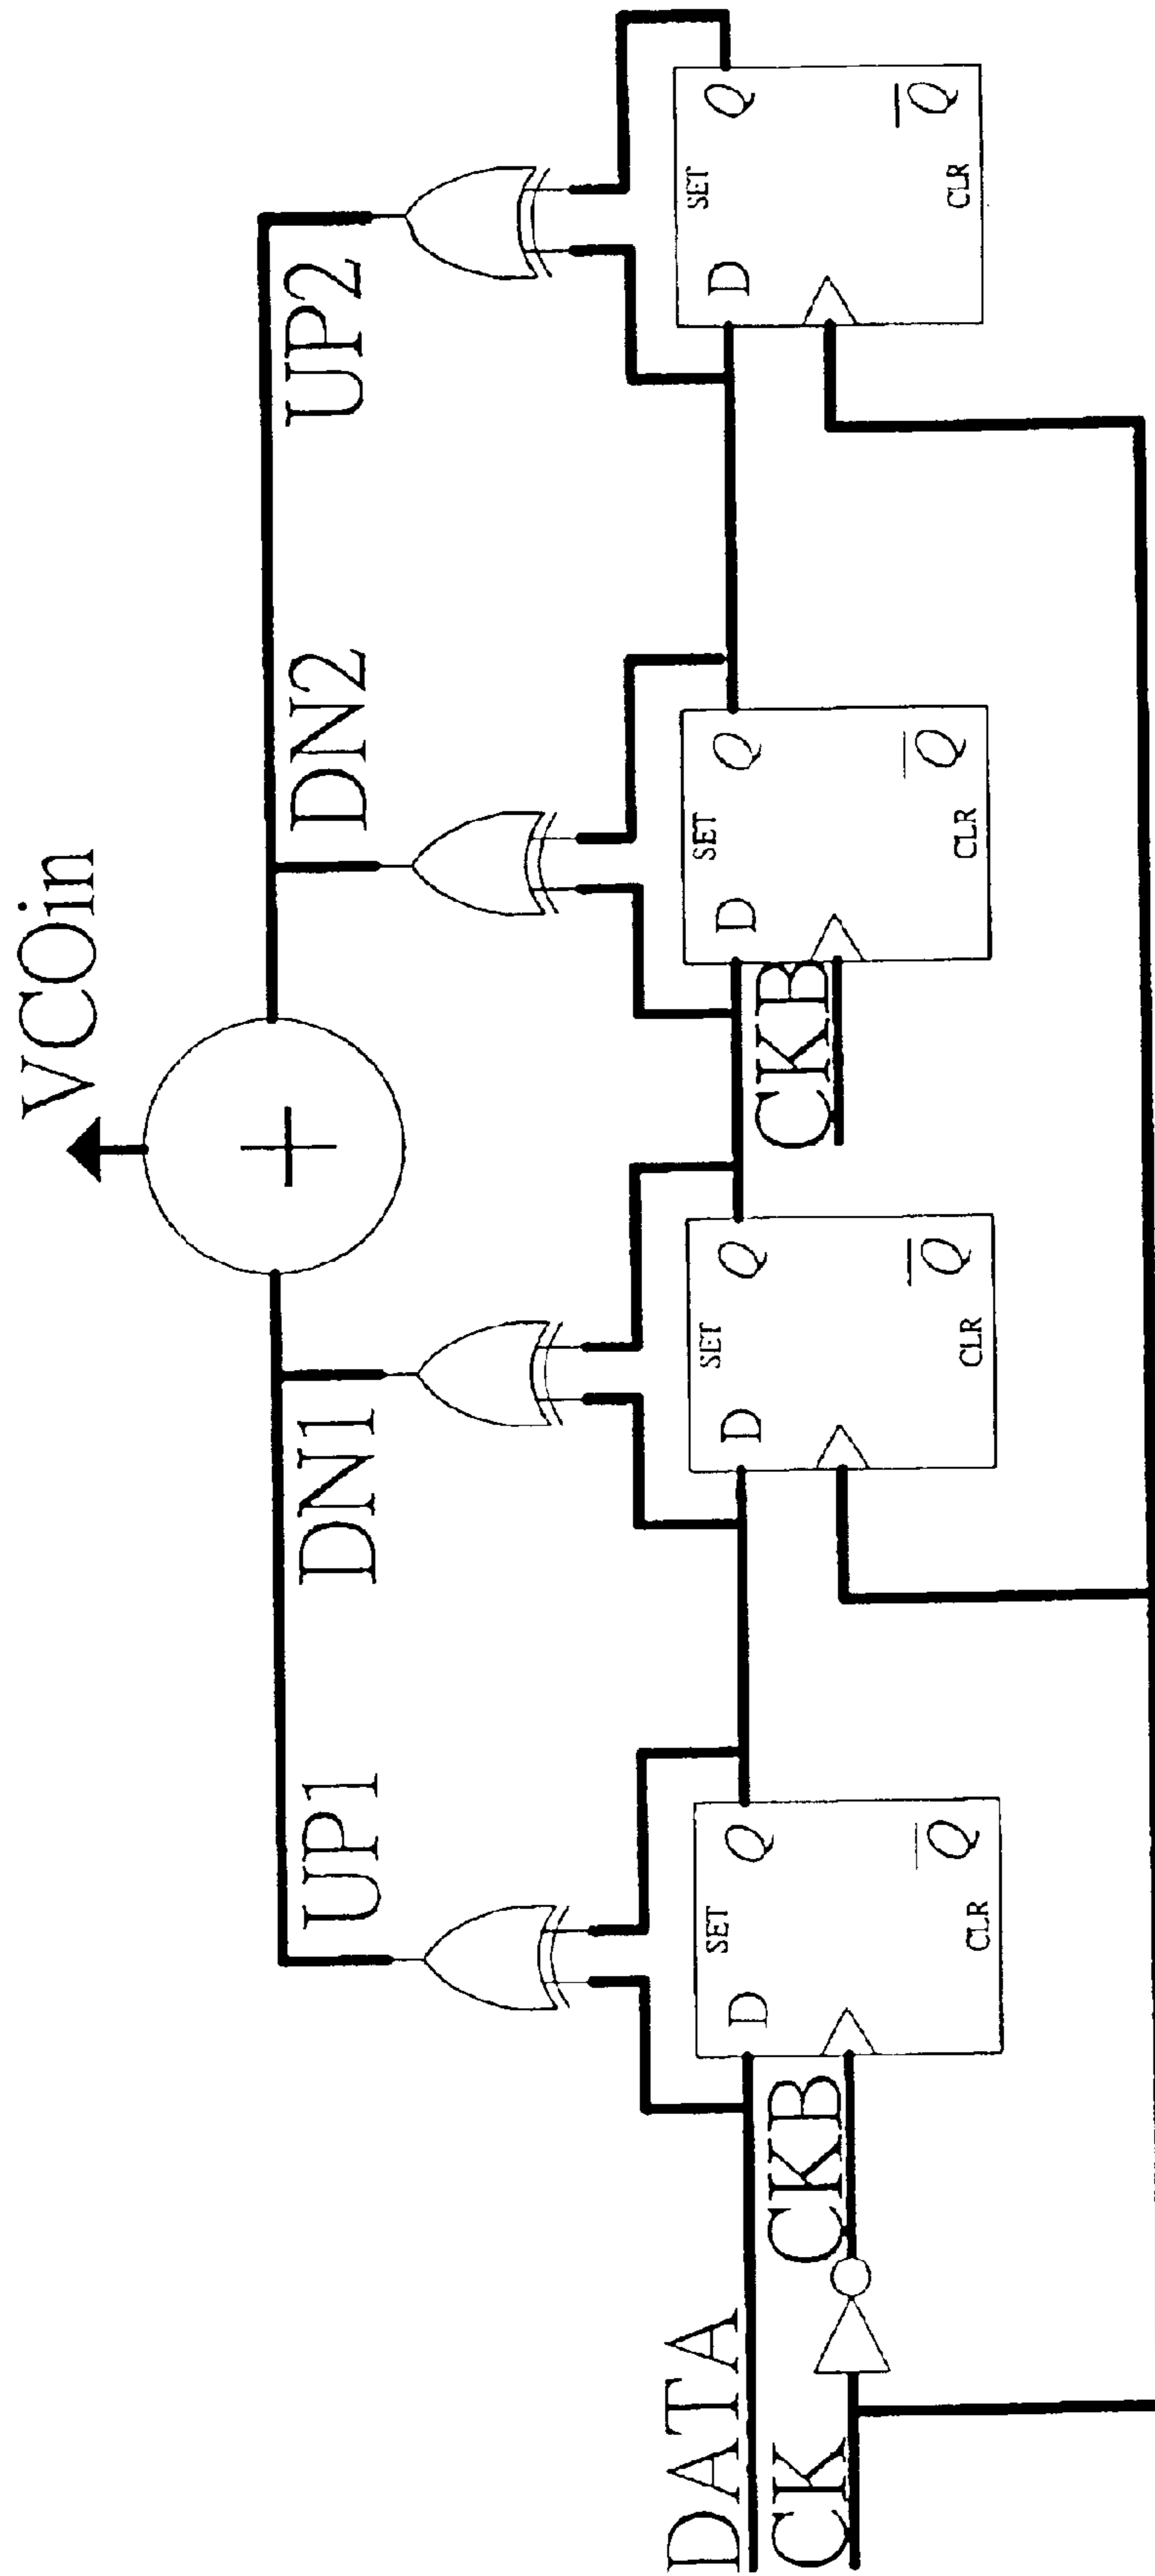 VCOin
UP1
DN1
DN2
UP2
DATA
D
SET
Q
CLR
Q
D
SET
Q
CLR
Q
D
SET
Q
CLR
Q
D
SET
Q
CLR
Q
CK
CKB
CKB